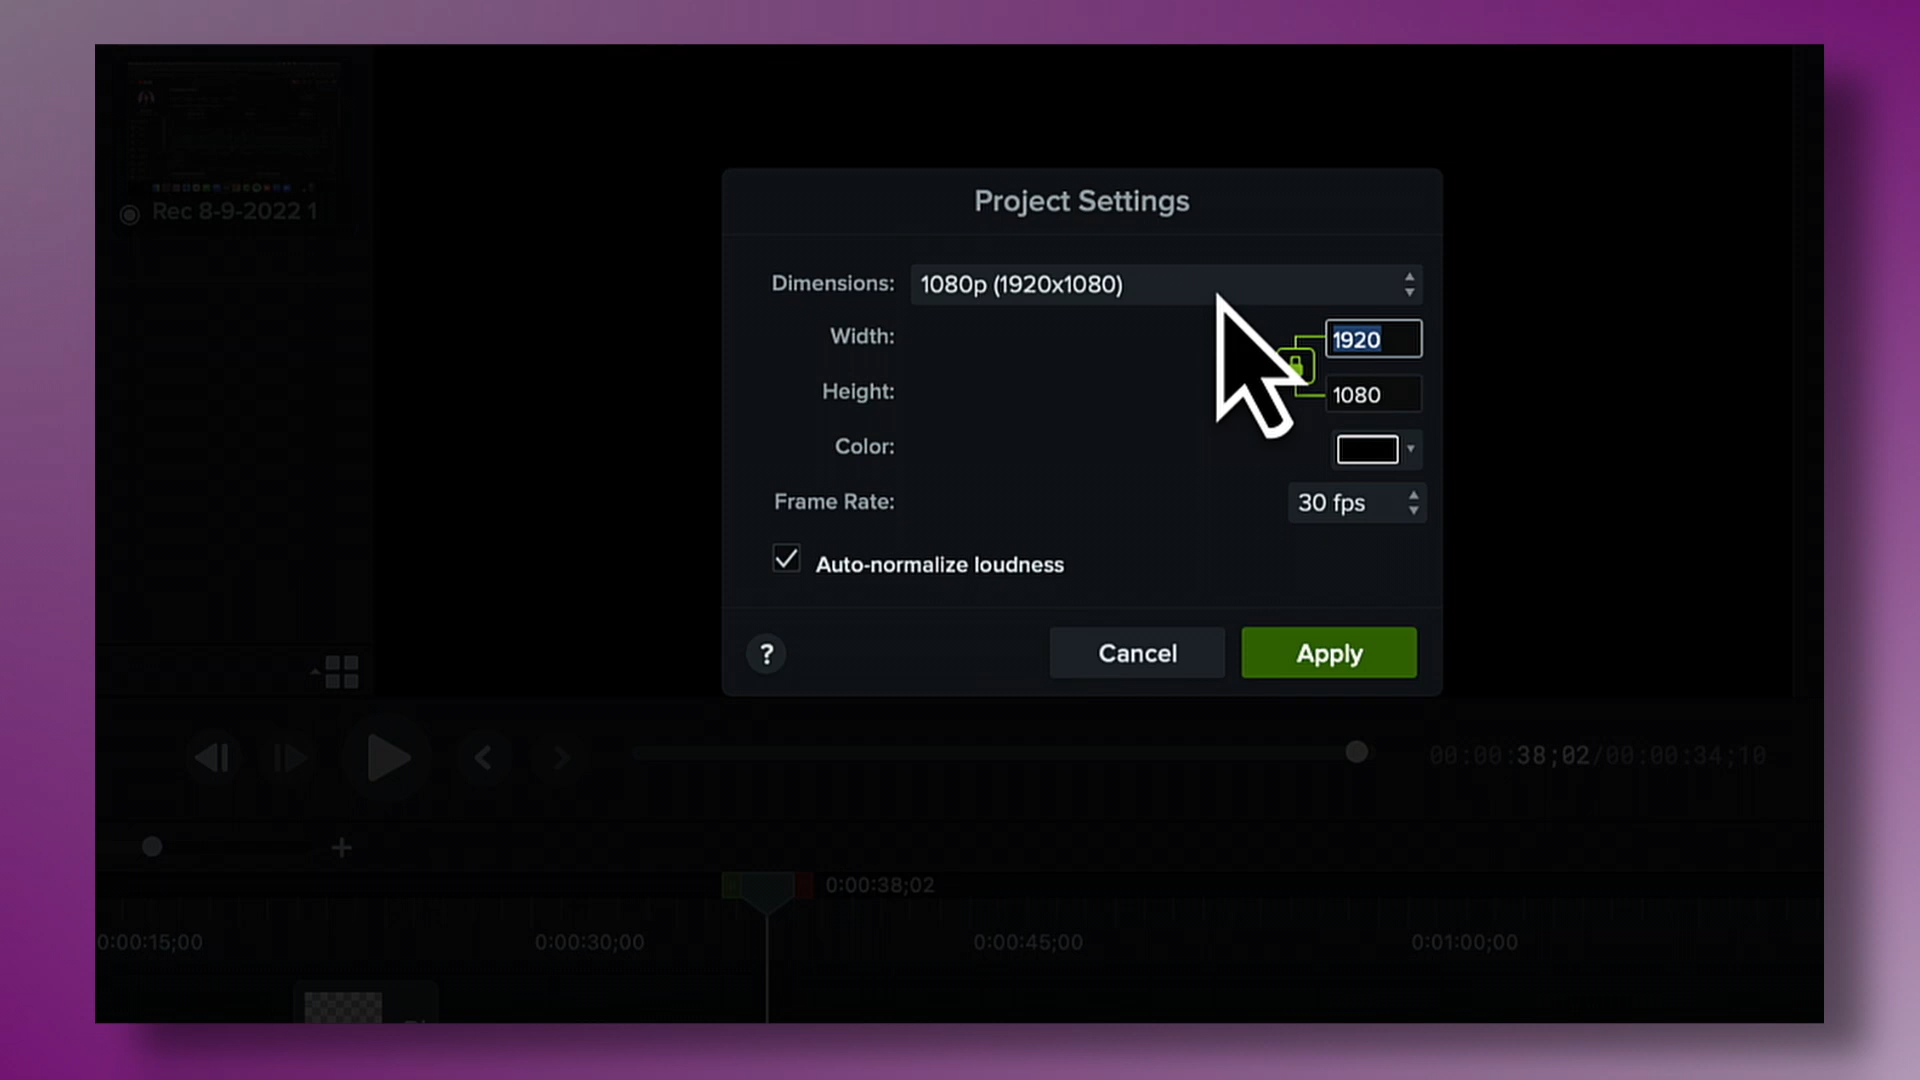 Rec 8-9-2022 1
Project Settings
Dimensions: 1080p (1920x1080)
Width: 1920
Height: 1080
Color:
Frame Rate: 30 fps
Auto-normalize loudness
? Cancel Apply
00:00:38;02/00:00:34;10
0:00:38;02
0:00:15;00 0:00:30;00 0:00:45;00 0:01:00;00